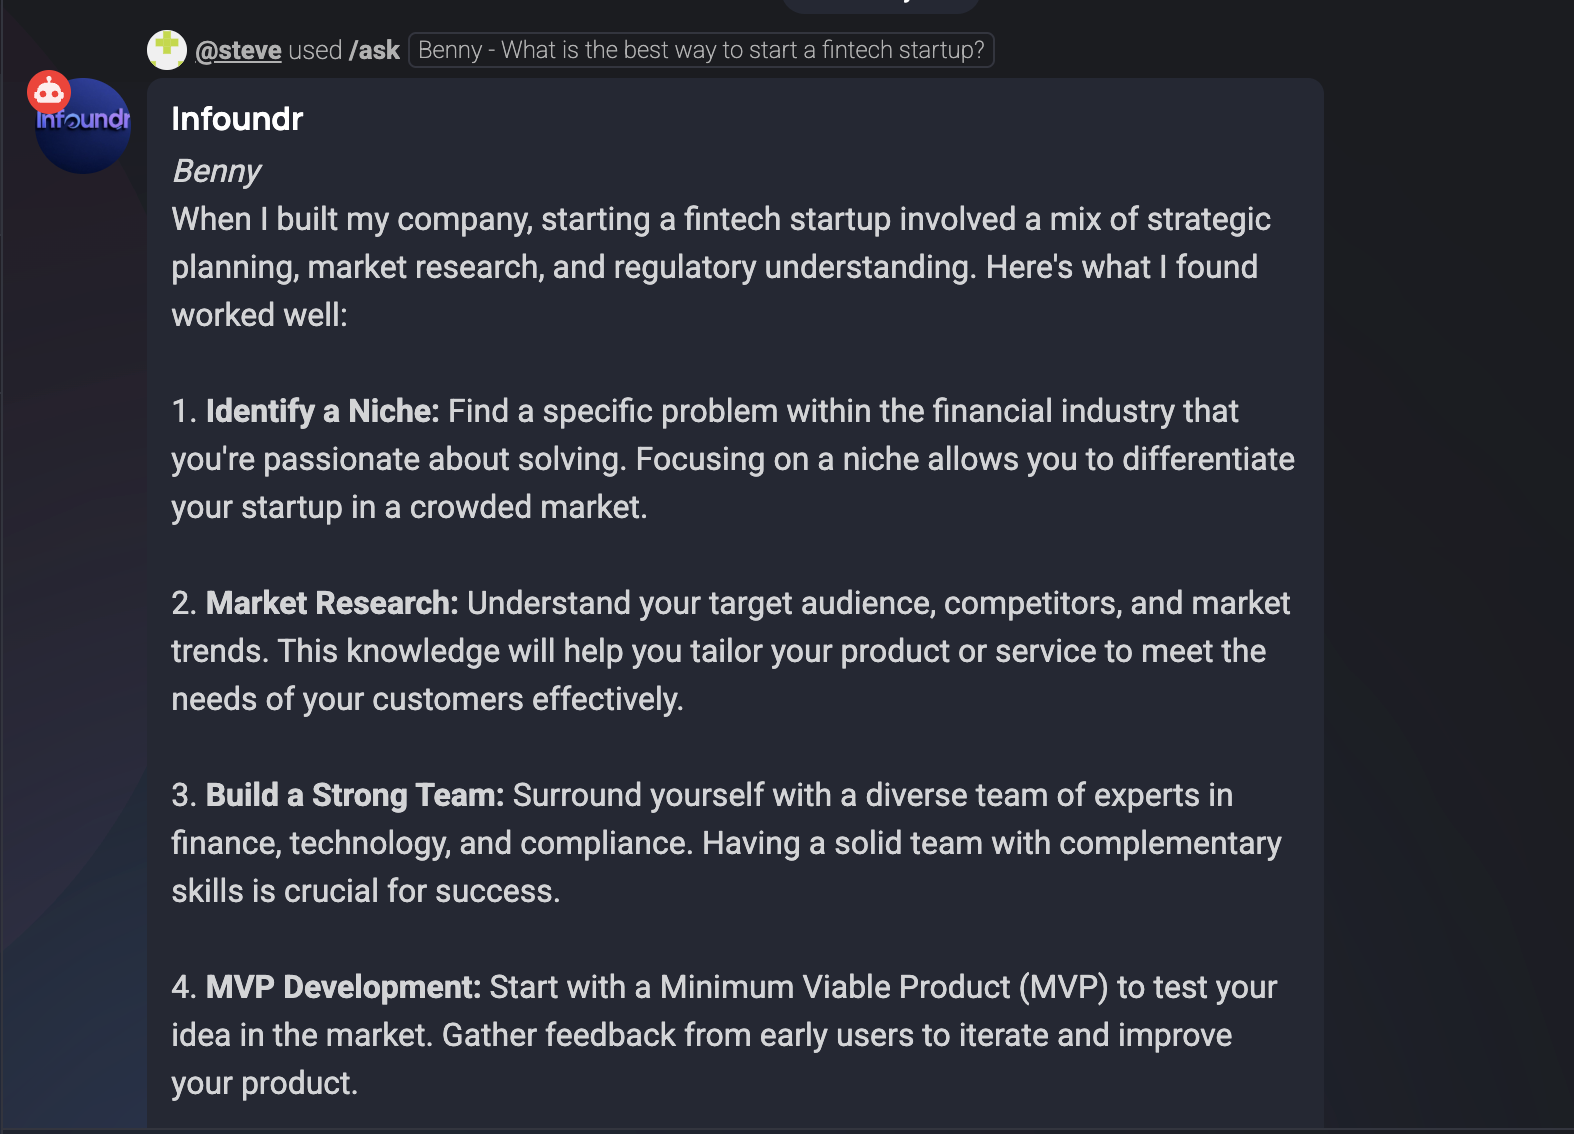 @steve used /ask Benny - What is the best way to start a fintech startup?
Infoundr
Infoundr
Benny
When I built my company, starting a fintech startup involved a mix of strategic
planning, market research, and regulatory understanding. Here's what I found
worked well:
1. Identify a Niche: Find a specific problem within the financial industry that
you're passionate about solving. Focusing on a niche allows you to differentiate
your startup in a crowded market.
2. Market Research: Understand your target audience, competitors, and market
trends. This knowledge will help you tailor your product or service to meet the
needs of your customers effectively.
3. Build a Strong Team: Surround yourself with a diverse team of experts in
finance, technology, and compliance. Having a solid team with complementary
skills is crucial for success.
4. MVP Development: Start with a Minimum Viable Product (MVP) to test your
idea in the market. Gather feedback from early users to iterate and improve
your product.